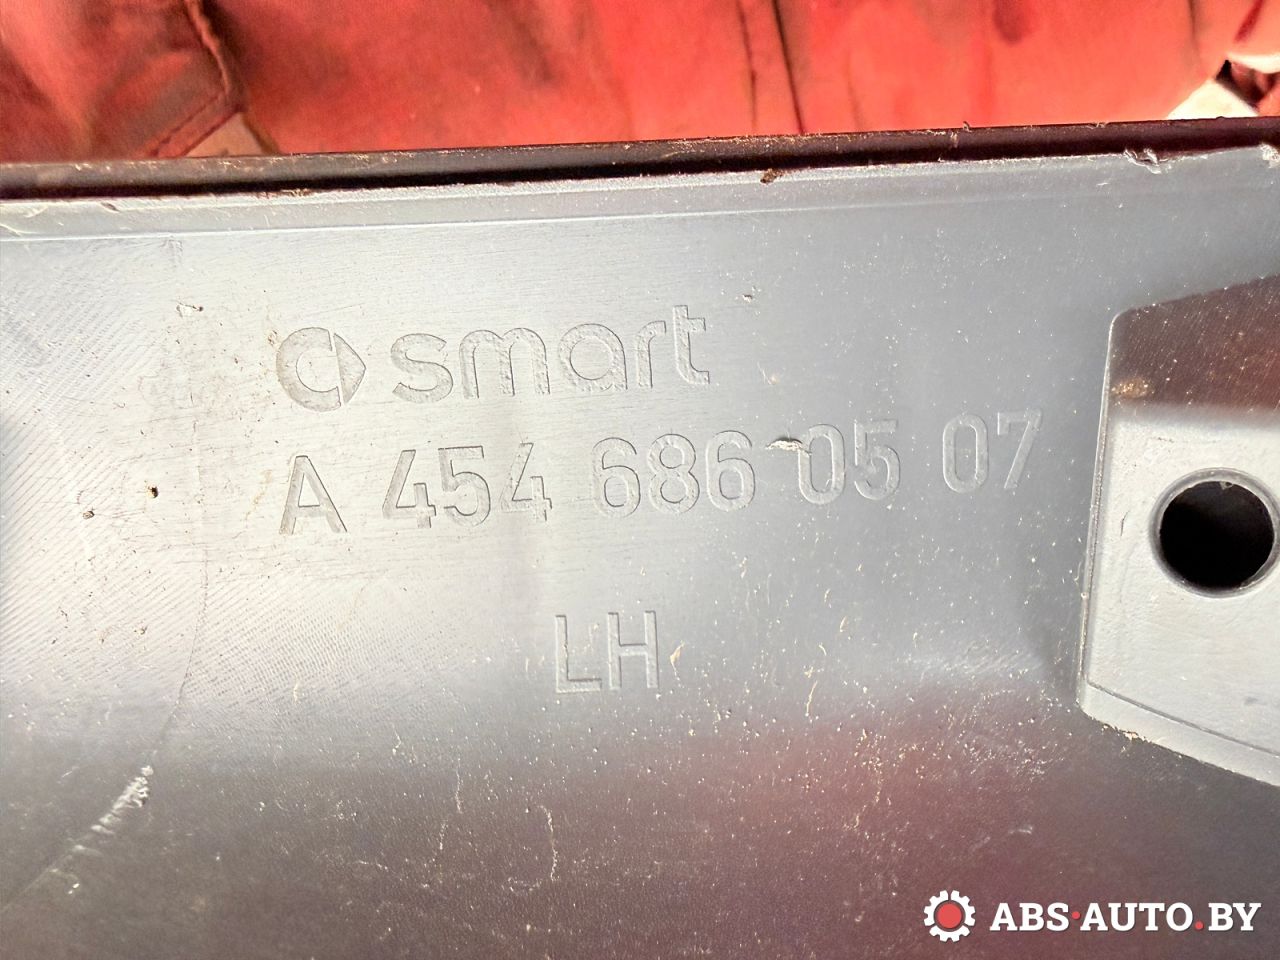 smart
A 454 686 05 07
LH
ABS·AUTO.BY